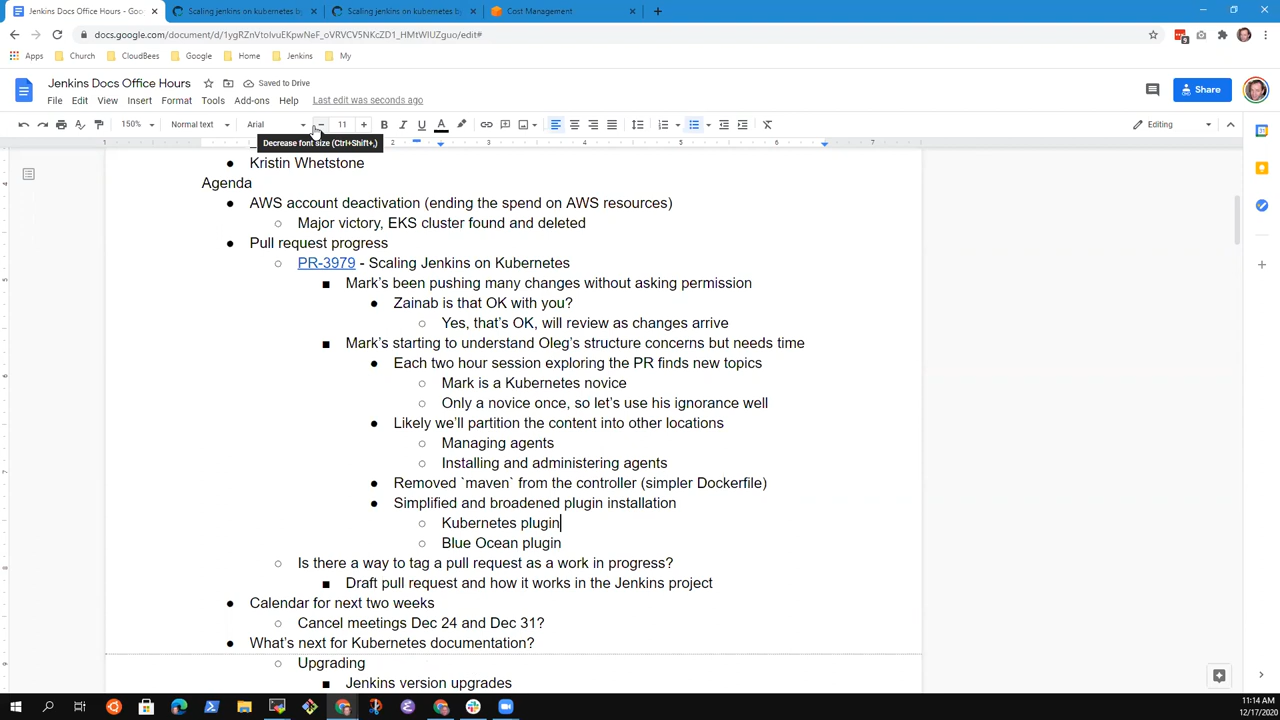 Jenkins Docs Office Hours - Goo
Scaling jenkins on kubernetes by
Scaling jenkins on kubernetes by
Cost Management
docs.google.com/document/d/1ygRZnVtoIvuEKpwNeF_oVRVCV5NKcZD1_HMtWIUZguo/edit#
Apps Church CloudBees Google Home Jenkins My
Jenkins Docs Office Hours Saved to Drive
File Edit View Insert Format Tools Add-ons Help Last edit was seconds ago
Share
150% Normal text Arial 11 Editing
Decrease font size (Ctrl+Shift+,)
1 2 3 4 5 6 7
● Kristin Whetstone
Agenda
● AWS account deactivation (ending the spend on AWS resources)
○ Major victory, EKS cluster found and deleted
● Pull request progress
○ PR-3979 - Scaling Jenkins on Kubernetes
■ Mark's been pushing many changes without asking permission
● Zainab is that OK with you?
○ Yes, that's OK, will review as changes arrive
■ Mark's starting to understand Oleg's structure concerns but needs time
● Each two hour session exploring the PR finds new topics
○ Mark is a Kubernetes novice
○ Only a novice once, so let's use his ignorance well
● Likely we'll partition the content into other locations
○ Managing agents
○ Installing and administering agents
● Removed `maven` from the controller (simpler Dockerfile)
● Simplified and broadened plugin installation
○ Kubernetes plugin
○ Blue Ocean plugin
○ Is there a way to tag a pull request as a work in progress?
■ Draft pull request and how it works in the Jenkins project
● Calendar for next two weeks
○ Cancel meetings Dec 24 and Dec 31?
● What's next for Kubernetes documentation?
○ Upgrading
■ Jenkins version upgrades
11:14 AM
12/17/2020